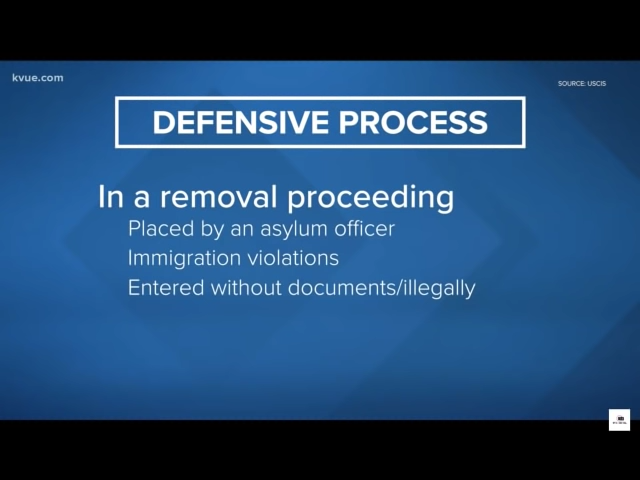 kvue.com
SOURCE: USCIS
DEFENSIVE PROCESS
In a removal proceeding
Placed by an asylum officer
Immigration violations
Entered without documents/illegally